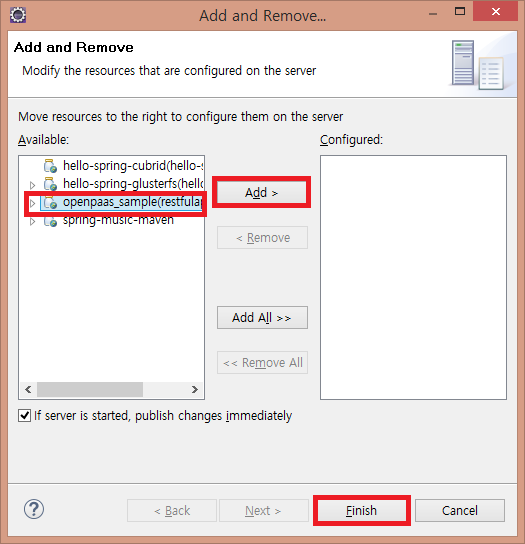 Add and Remove...
Add and Remove
Modify the resources that are configured on the server
Move resources to the right to configure them on the server
Available:
Configured:
hello-spring-cubrid(hello-s
hello-spring-glusterfs(hello
openpaas_sample(restfulap
spring-music-maven
Add >
< Remove
Add All >>
<< Remove All
If server is started, publish changes immediately
?
< Back
Next >
Finish
Cancel